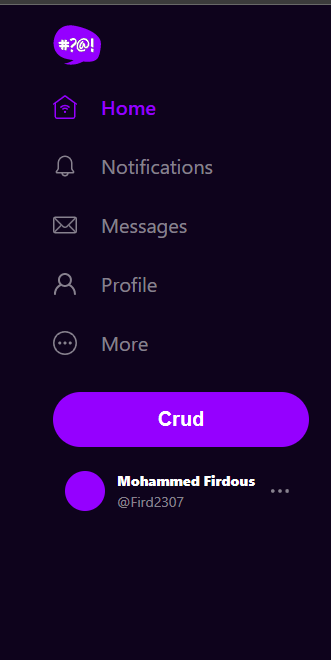 #?@!
Home
Notifications
Messages
Profile
More
Crud
Mohammed Firdous
@Fird2307